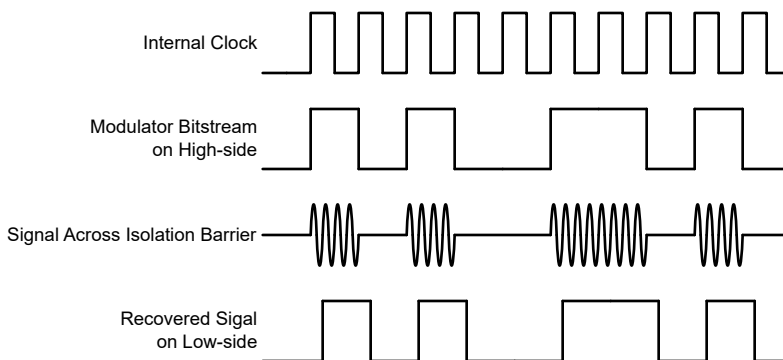 Internal Clock
Modulator Bitstream
on High-side
Signal Across Isolation Barrier
Recovered Sigal
on Low-side